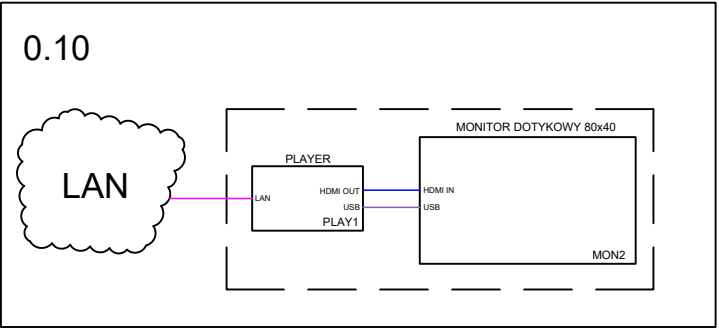 0.10
MONITOR DOTYKOWY 80x40
PLAYER
LAN
LAN
HDMI OUT
HDMI IN
USB
USB
PLAY1
MON2